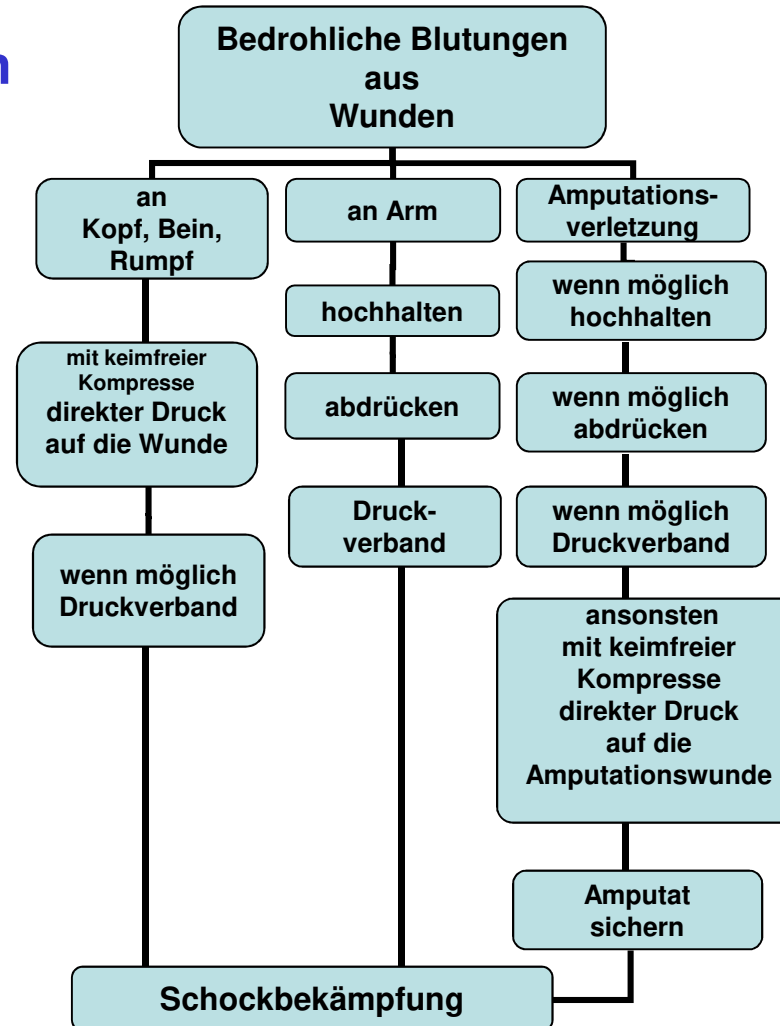 n
Bedrohliche Blutungen
aus
Wunden
an
Kopf, Bein,
Rumpf
mit keimfreier
Kompresse
direkter Druck
auf die Wunde
wenn möglich
Druckverband
an Arm
hochhalten
abdrücken
Druck-
verband
Amputations-
verletzung
wenn möglich
hochhalten
wenn möglich
abdrücken
wenn möglich
Druckverband
ansonsten
mit keimfreier
Kompresse
direkter Druck
auf die
Amputationswunde
Amputat
sichern
Schockbekämpfung